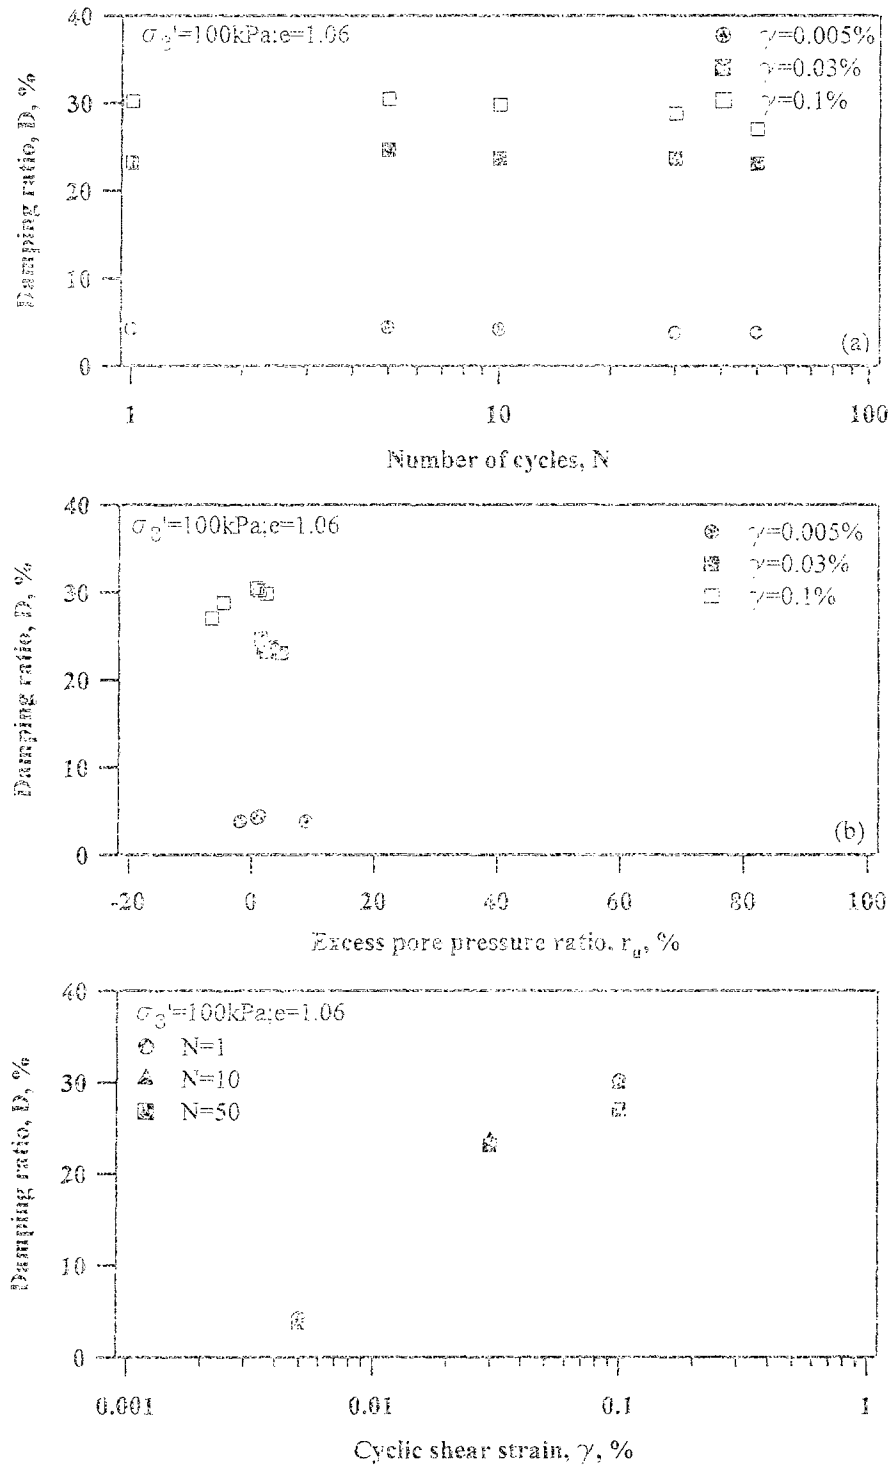 σ3'=100kPa;e=1.06
γ=0.005%
γ=0.03%
γ=0.1%
Damping ratio, D, %
40
30
20
10
0
(a)
1
10
100
Number of cycles, N
σ3'=100kPa;e=1.06
γ=0.005%
γ=0.03%
γ=0.1%
Damping ratio, D, %
40
30
20
10
0
(b)
-20
0
20
40
60
80
100
Excess pore pressure ratio, ru, %
σ3'=100kPa;e=1.06
N=1
N=10
N=50
Damping ratio, D, %
40
30
20
10
0
0.001
0.01
0.1
1
Cyclic shear strain, γ, %